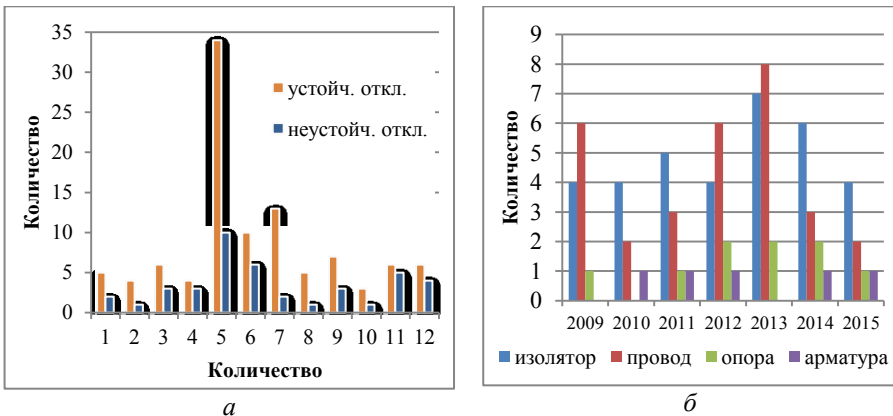 35
30
25
20
15
10
5
0
Количество
устойч. откл.
неустойч. откл.
1 2 3 4 5 6 7 8 9 10 11 12
Количество
а
9
8
7
6
5
4
3
2
1
0
Количество
2009 2010 2011 2012 2013 2014 2015
изолятор провод опора арматура
б